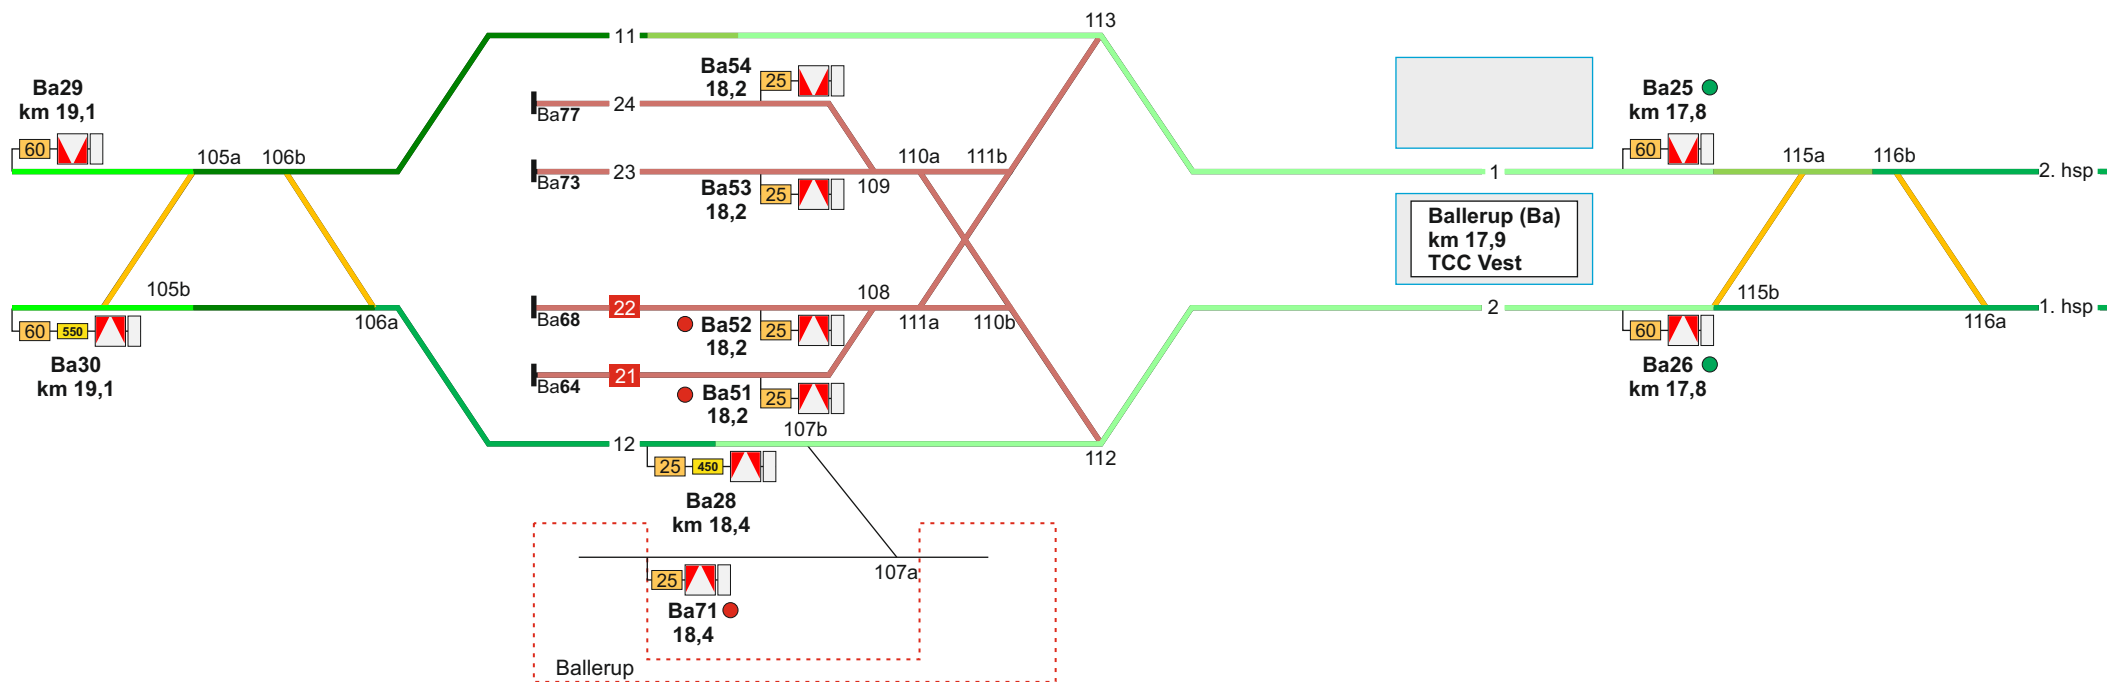 113
11
Ba54
18,2
25
Ba29
km 19,1
Ba25
km 17,8
Ba77
24
60
105a
106b
110a
111b
60
115a
116b
Ba73
23
Ba53
18,2
25
109
1
2. hsp
Ballerup (Ba)
km 17,9
TCC Vest
105b
108
115b
Ba68
22
111a
110b
2
1. hsp
60
550
106a
Ba52
18,2
25
60
116a
Ba30
km 19,1
Ba64
21
Ba51
18,2
25
Ba26
km 17,8
107b
12
112
25
450
Ba28
km 18,4
107a
25
Ba71
18,4
Ballerup